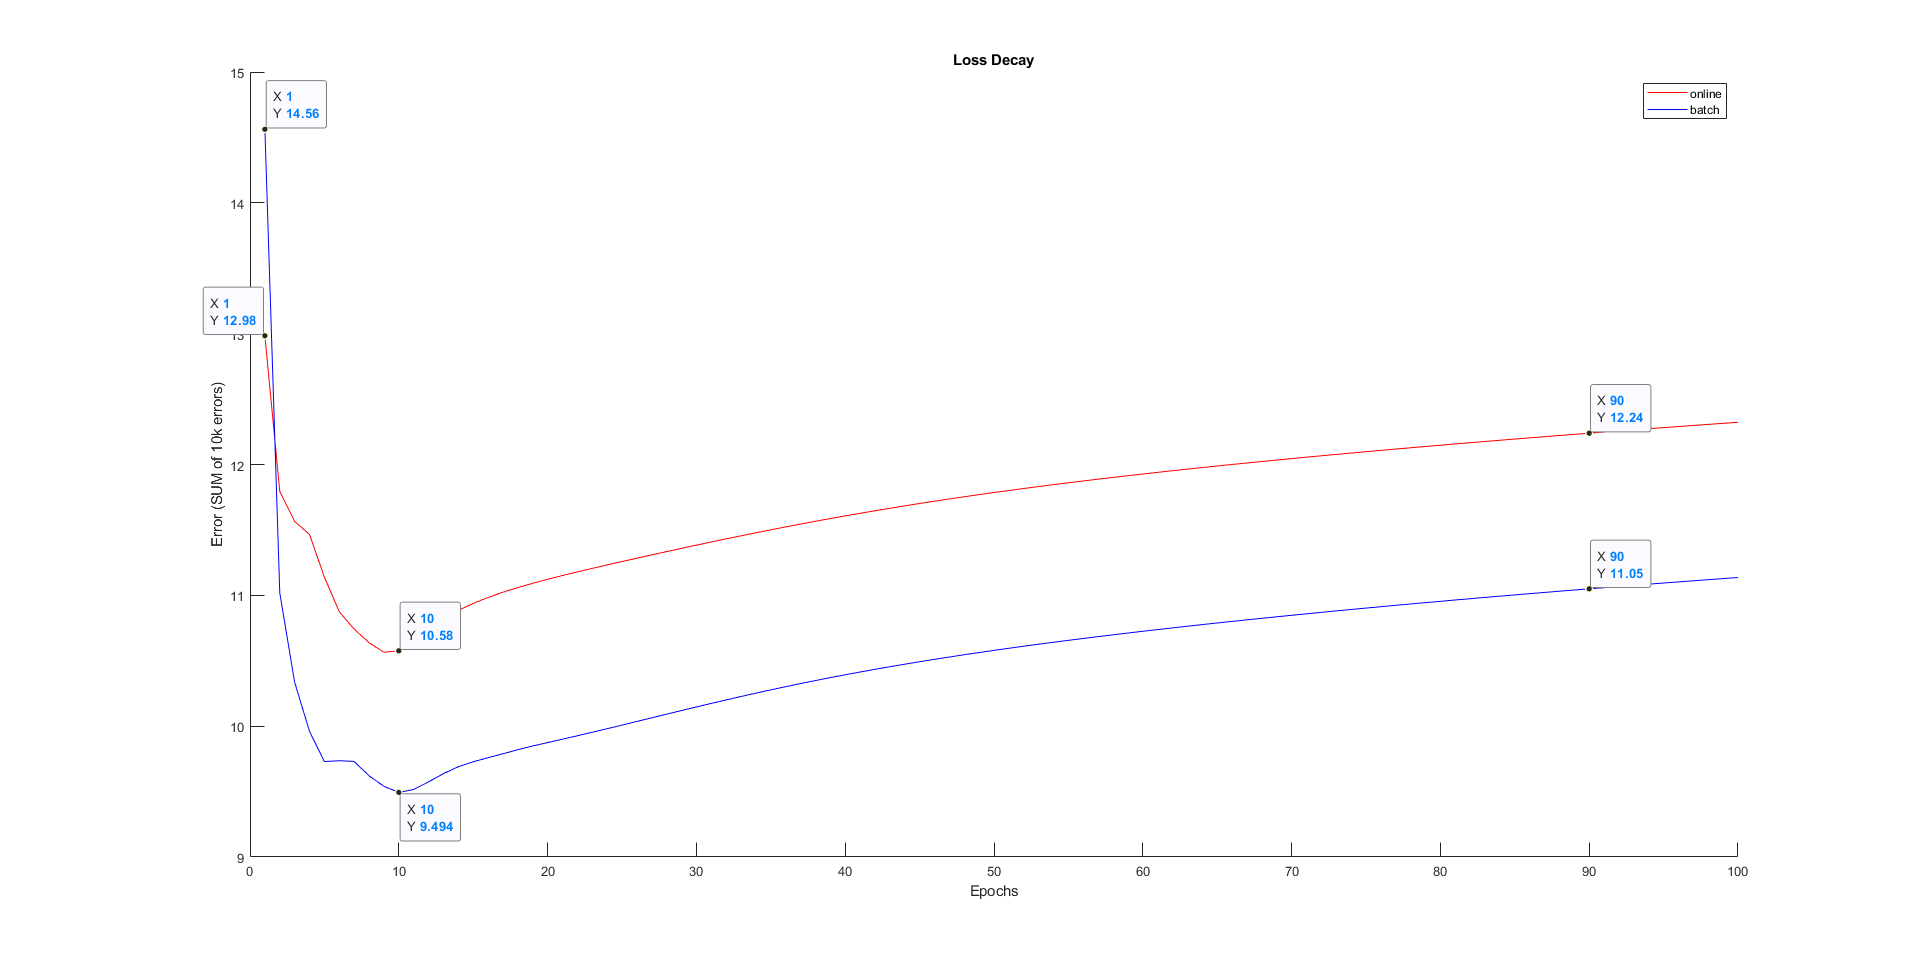 Loss Decay
15
X 1
Y 14.56
online
batch
14
X 1
Y 12.98
13
Error (SUM of 10k errors)
X 90
Y 12.24
12
X 90
Y 11.05
11
X 10
Y 10.58
10
X 10
Y 9.494
9
0 10 20 30 40 50 60 70 80 90 100
Epochs